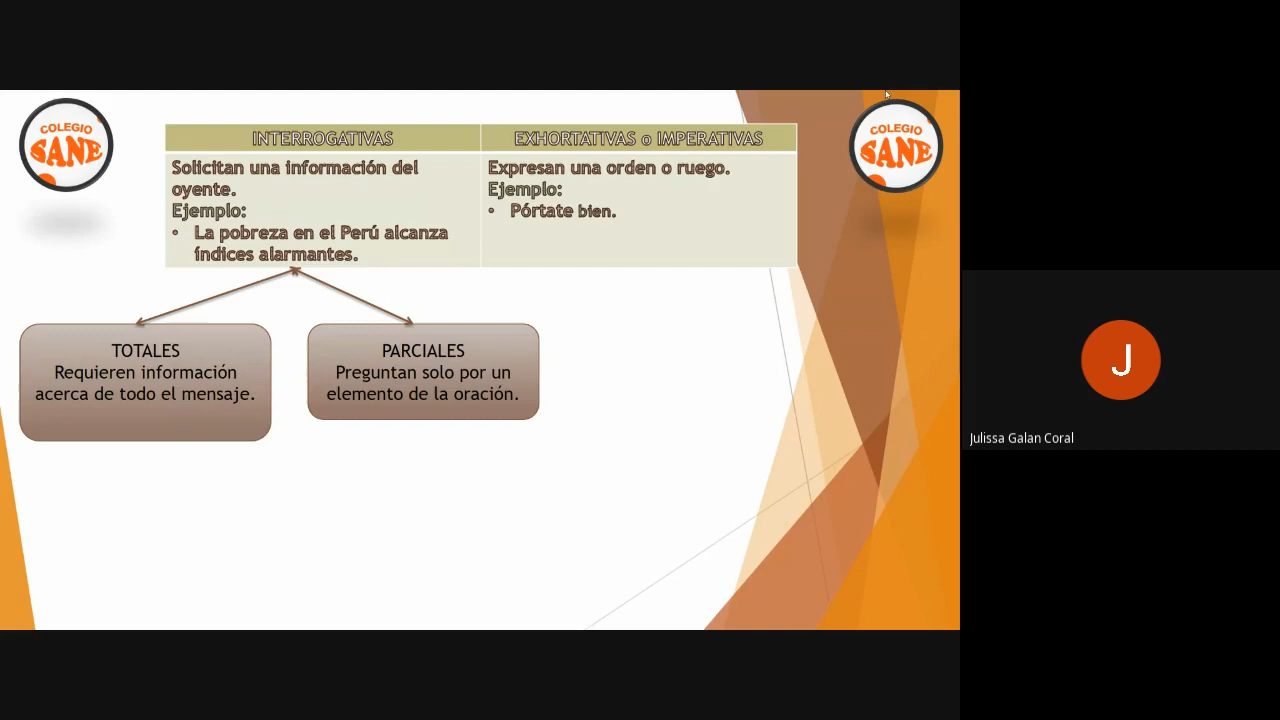 COLEGIO
SANE
COLEGIO
SANE
INTERROGATIVAS
Solicitan una información del
oyente.
Ejemplo:
• La pobreza en el Perú alcanza
índices alarmantes.
EXHORTATIVAS o IMPERATIVAS
Expresan una orden o ruego.
Ejemplo:
• Pórtate bien.
TOTALES
Requieren información
acerca de todo el mensaje.
PARCIALES
Preguntan solo por un
elemento de la oración.
J
Julissa Galan Coral